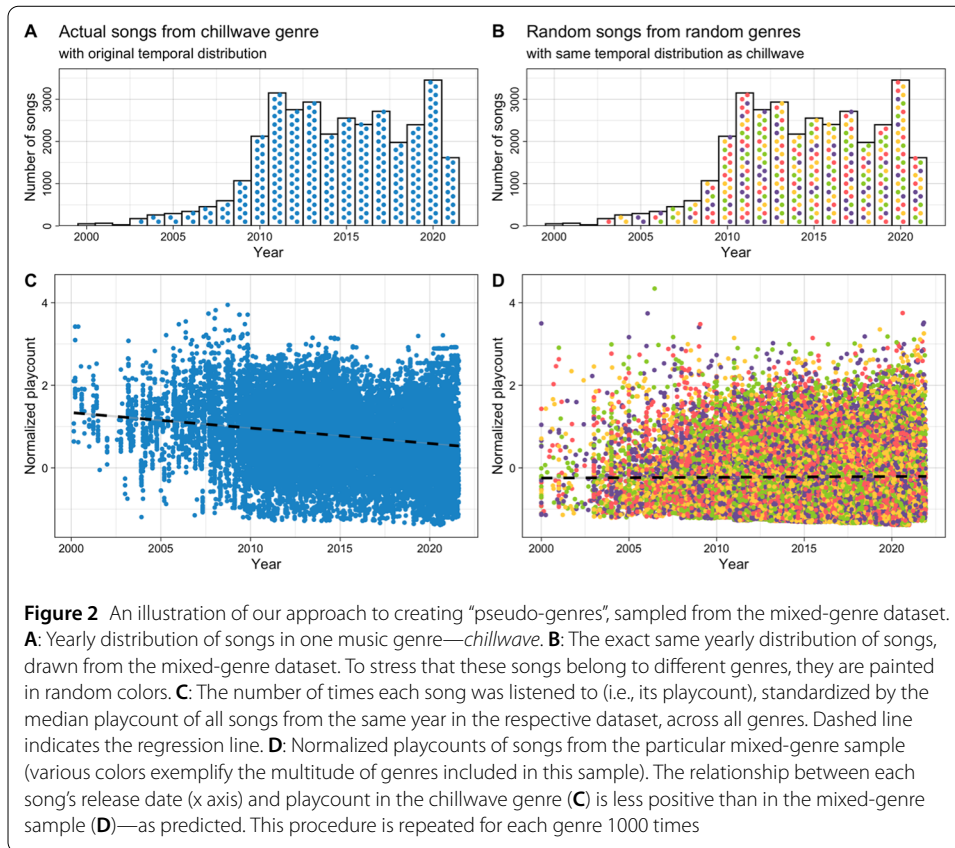 A Actual songs from chillwave genre
with original temporal distribution
Number of songs
3000
2000
1000
0
2000 2005 2010 2015 2020
Year
B Random songs from random genres
with same temporal distribution as chillwave
Number of songs
3000
2000
1000
0
2000 2005 2010 2015 2020
Year
C
Normalized playcount
4
2
0
2000 2005 2010 2015 2020
Year
D
Normalized playcount
4
2
0
2000 2005 2010 2015 2020
Year
Figure 2 An illustration of our approach to creating “pseudo-genres”, sampled from the mixed-genre dataset.
A: Yearly distribution of songs in one music genre—chillwave. B: The exact same yearly distribution of songs,
drawn from the mixed-genre dataset. To stress that these songs belong to different genres, they are painted
in random colors. C: The number of times each song was listened to (i.e., its playcount), standardized by the
median playcount of all songs from the same year in the respective dataset, across all genres. Dashed line
indicates the regression line. D: Normalized playcounts of songs from the particular mixed-genre sample
(various colors exemplify the multitude of genres included in this sample). The relationship between each
song’s release date (x axis) and playcount in the chillwave genre (C) is less positive than in the mixed-genre
sample (D)—as predicted. This procedure is repeated for each genre 1000 times